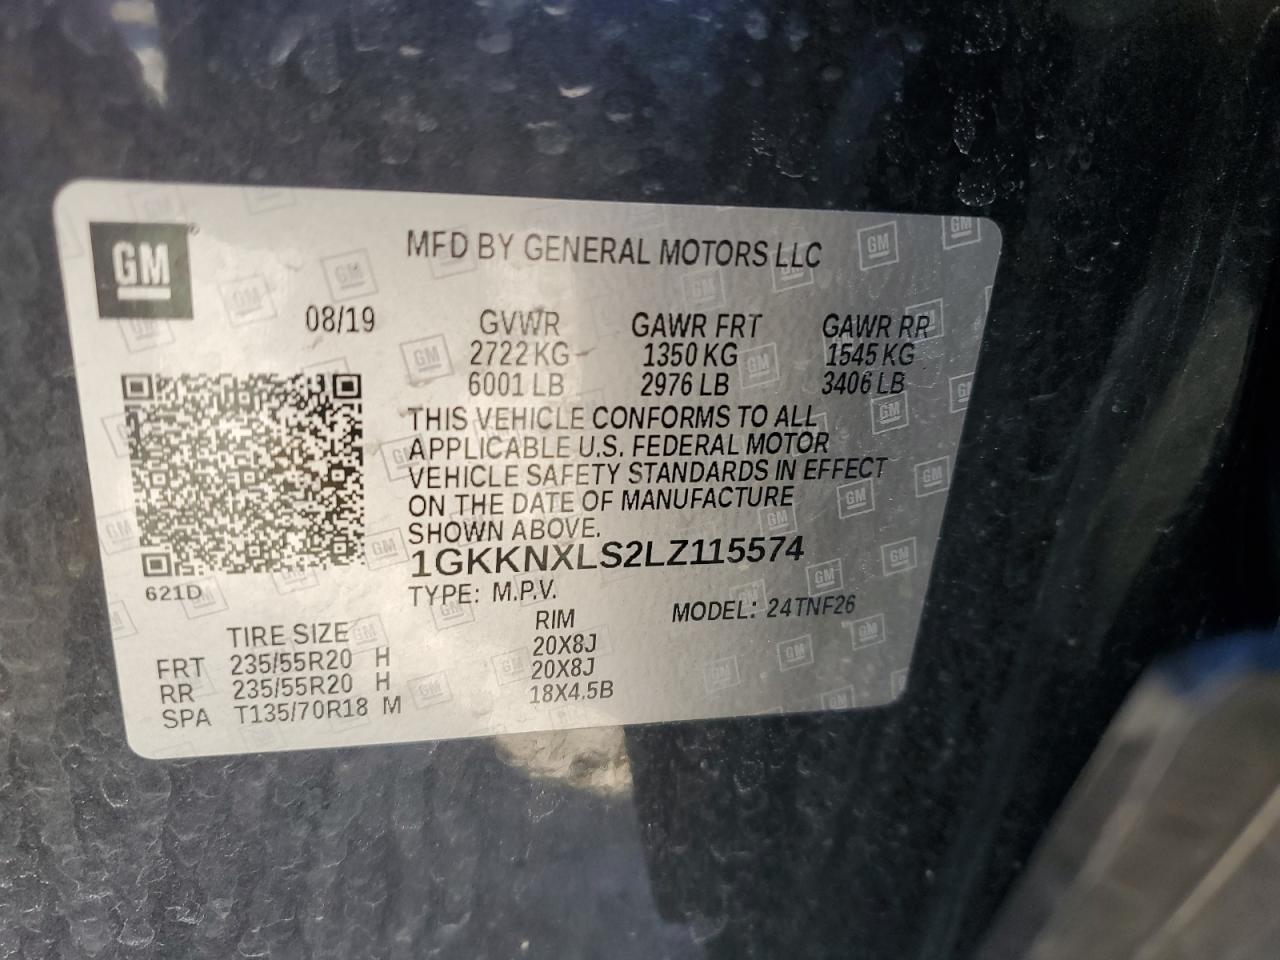 GM
MFD BY GENERAL MOTORS LLC
08/19 GVWR GAWR FRT GAWR RR
2722 KG 1350 KG 1545 KG
6001 LB 2976 LB 3406 LB
THIS VEHICLE CONFORMS TO ALL
APPLICABLE U.S. FEDERAL MOTOR
VEHICLE SAFETY STANDARDS IN EFFECT
ON THE DATE OF MANUFACTURE
SHOWN ABOVE.
1GKKNXLS2LZ115574
621D
TYPE: M.P.V. MODEL: 24TNF26
TIRE SIZE RIM
FRT 235/55R20 H 20X8J
RR 235/55R20 H 20X8J
SPA T135/70R18 M 18X4.5B